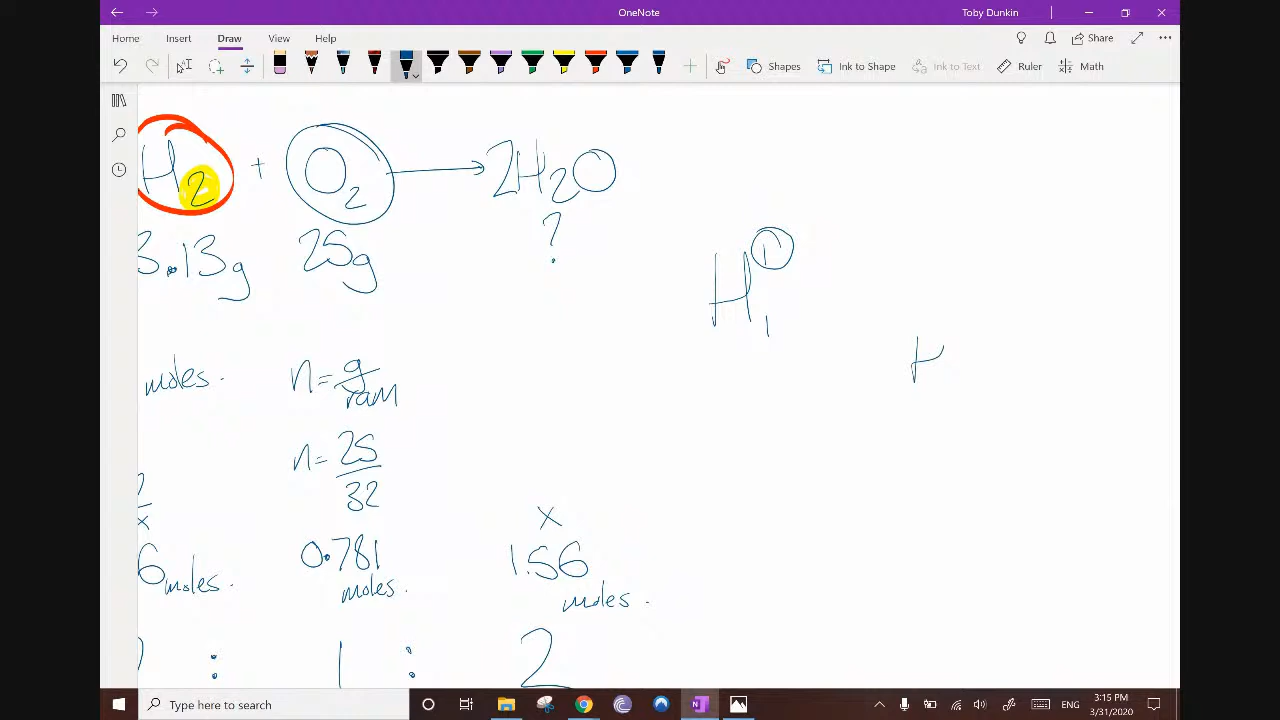 OneNote
Toby Dunkin
Home Insert Draw View Help
Share
Shapes Ink to Shape Ink to Text Ruler Math
H2 + O2 → 2H2O
3.13g 25g ?
H 1 1
H
moles. n = g/ram
n = 25/32
x
x
6 moles. 0.781 moles. 1.56 moles.
: 1 : 2
Type here to search
ENG
3:15 PM
3/31/2020